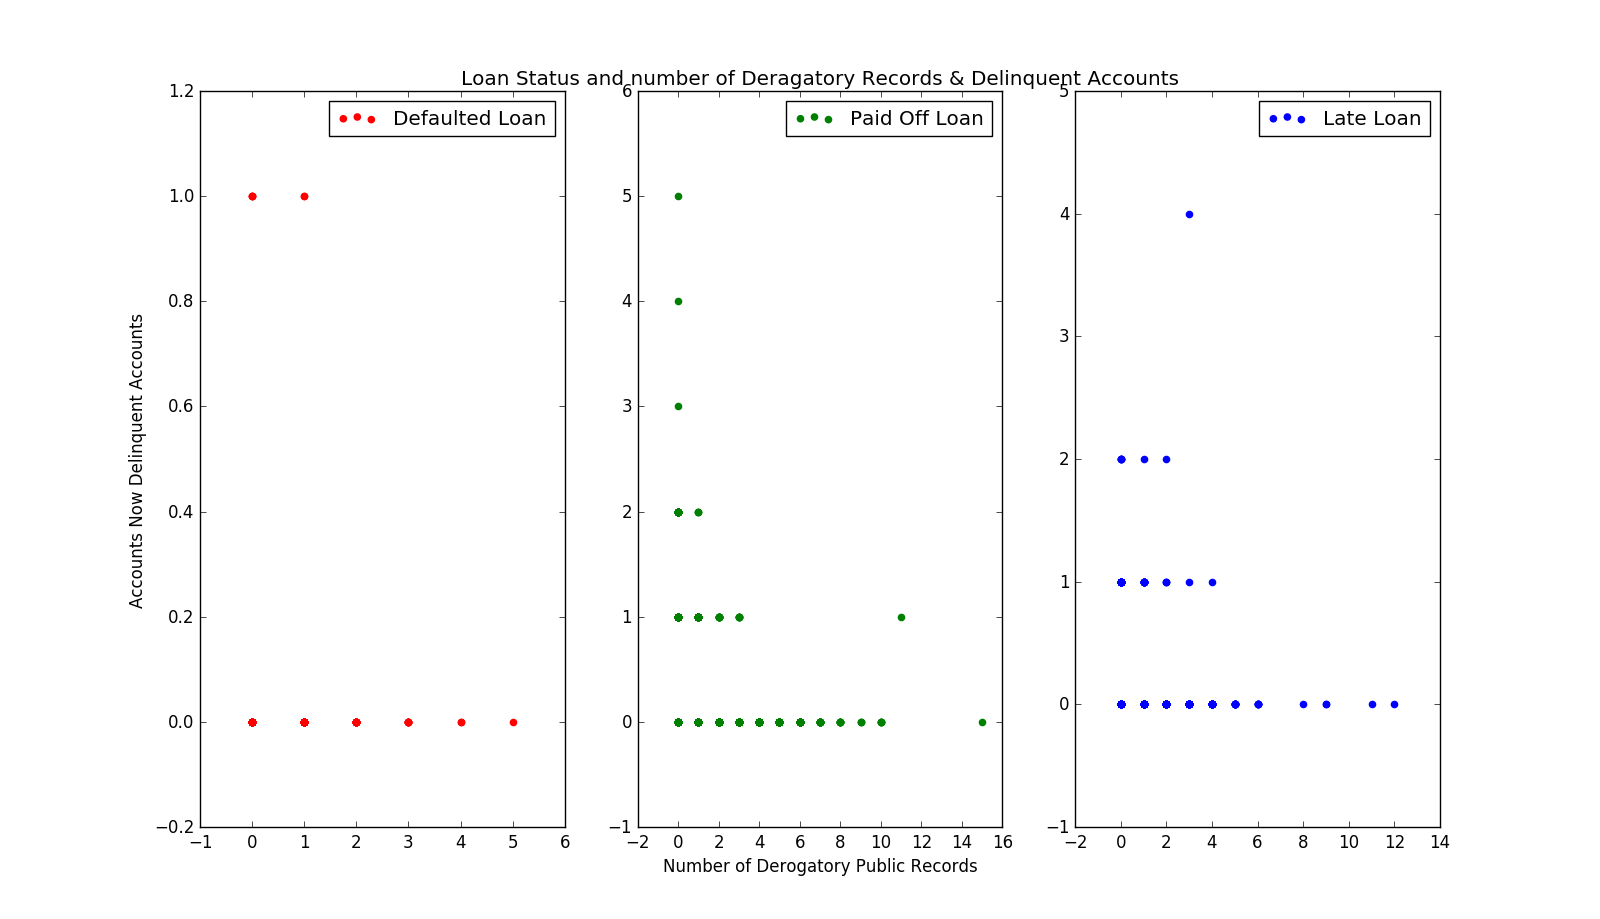 Loan Status and number of Deragatory Records & Delinquent Accounts
Accounts Now Delinquent Accounts
Defaulted Loan
1.2
1.0
0.8
0.6
0.4
0.2
0.0
−0.2
−1 0 1 2 3 4 5 6
Paid Off Loan
6
5
4
3
2
1
0
−1
−2 0 2 4 6 8 10 12 14 16
Late Loan
5
4
3
2
1
0
−1
−2 0 2 4 6 8 10 12 14
Number of Derogatory Public Records